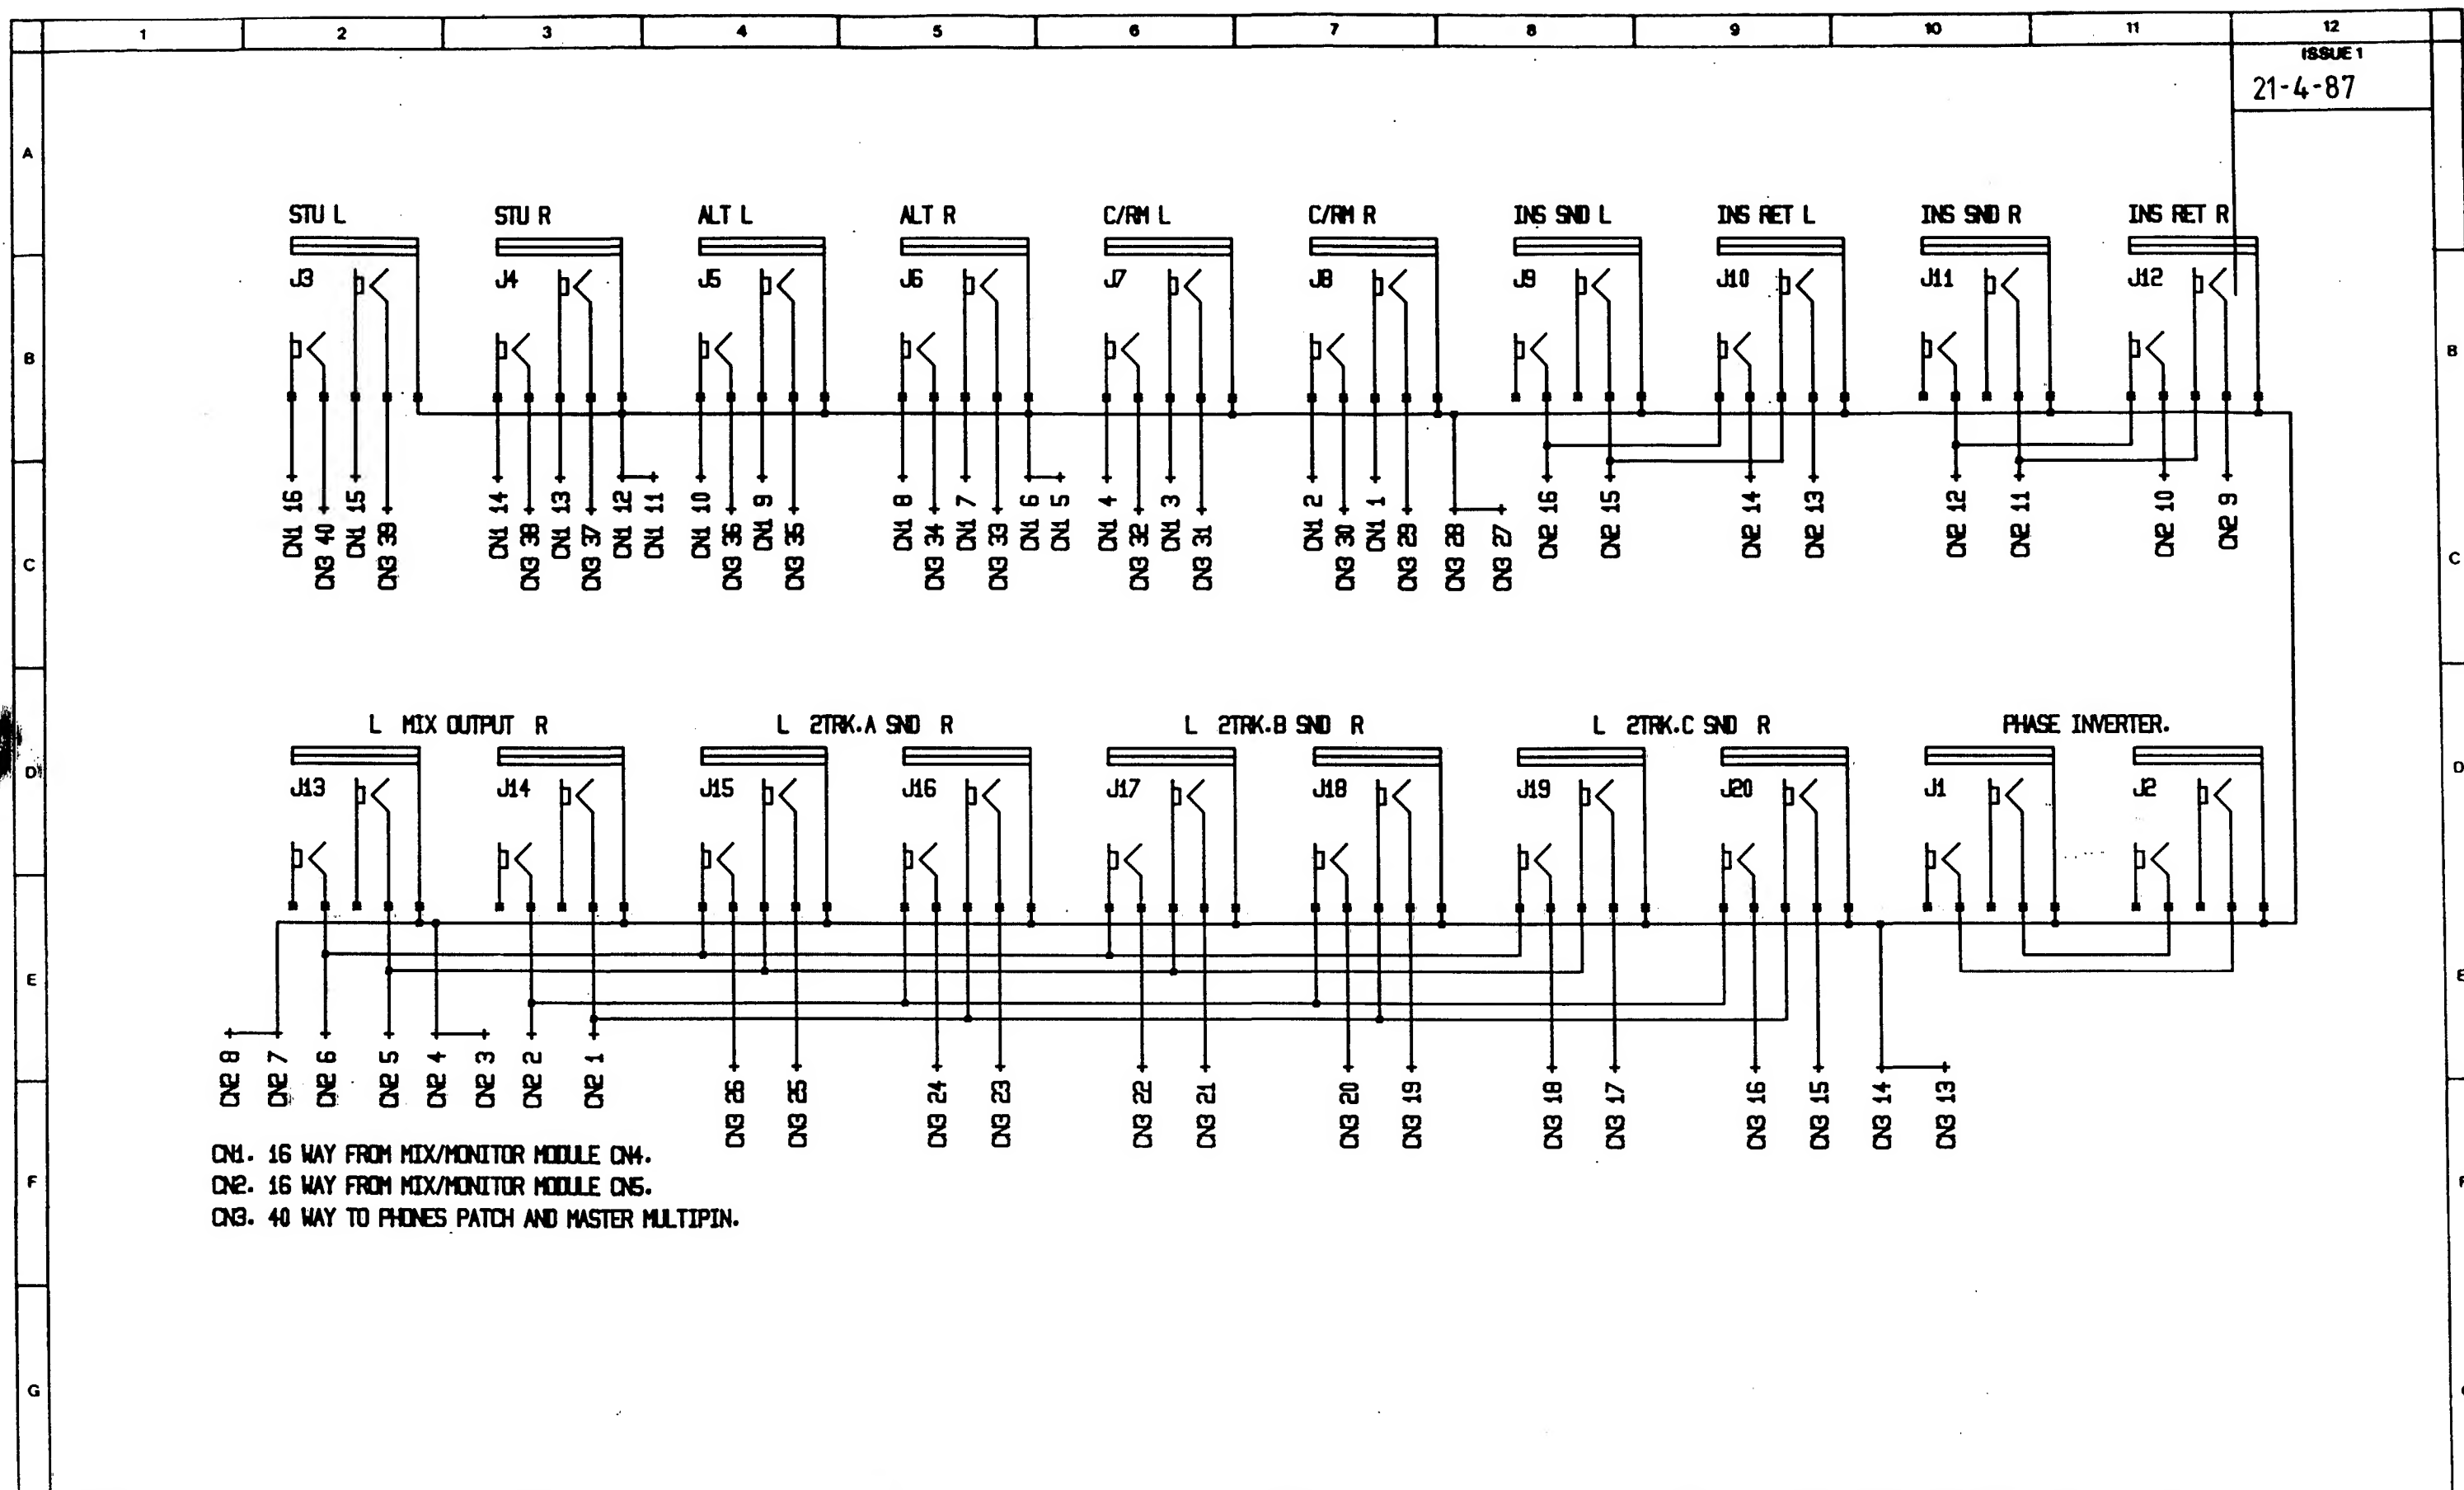 1 2 3 4 5 6 7 8 9 10 11 12
ISSUE 1
21-4-87
A
STU L STU R ALT L ALT R C/RM L C/RM R INS SND L INS RET L INS SND R INS RET R
J3 J4 J5 J6 J7 J8 J9 J10 J11 J12
B B
CN1 16
CN3 40
CN1 15
CN3 39
CN1 14
CN3 38
CN1 13
CN3 37
CN1 12
CN1 11
CN1 10
CN3 36
CN1 9
CN3 35
CN1 8
CN3 34
CN1 7
CN3 33
CN1 6
CN1 5
CN1 4
CN3 32
CN1 3
CN3 31
CN1 2
CN3 30
CN1 1
CN3 29
CN3 28
CN3 27
CN2 16
CN2 15
CN2 14
CN2 13
CN2 12
CN2 11
CN2 10
CN2 9
C C
L MIX OUTPUT R L 2TRK.A SND R L 2TRK.B SND R L 2TRK.C SND R PHASE INVERTER.
D D
J13 J14 J15 J16 J17 J18 J19 J20 J1 J2
E E
CN2 8
CN2 7
CN2 6
CN2 5
CN2 4
CN2 3
CN2 2
CN2 1
CN3 26
CN3 25
CN3 24
CN3 23
CN3 22
CN3 21
CN3 20
CN3 19
CN3 18
CN3 17
CN3 16
CN3 15
CN3 14
CN3 13
CN1. 16 WAY FROM MIX/MONITOR MODULE CN4.
F F
CN2. 16 WAY FROM MIX/MONITOR MODULE CN5.
CN3. 40 WAY TO PHONES PATCH AND MASTER MULTIPIN.
G